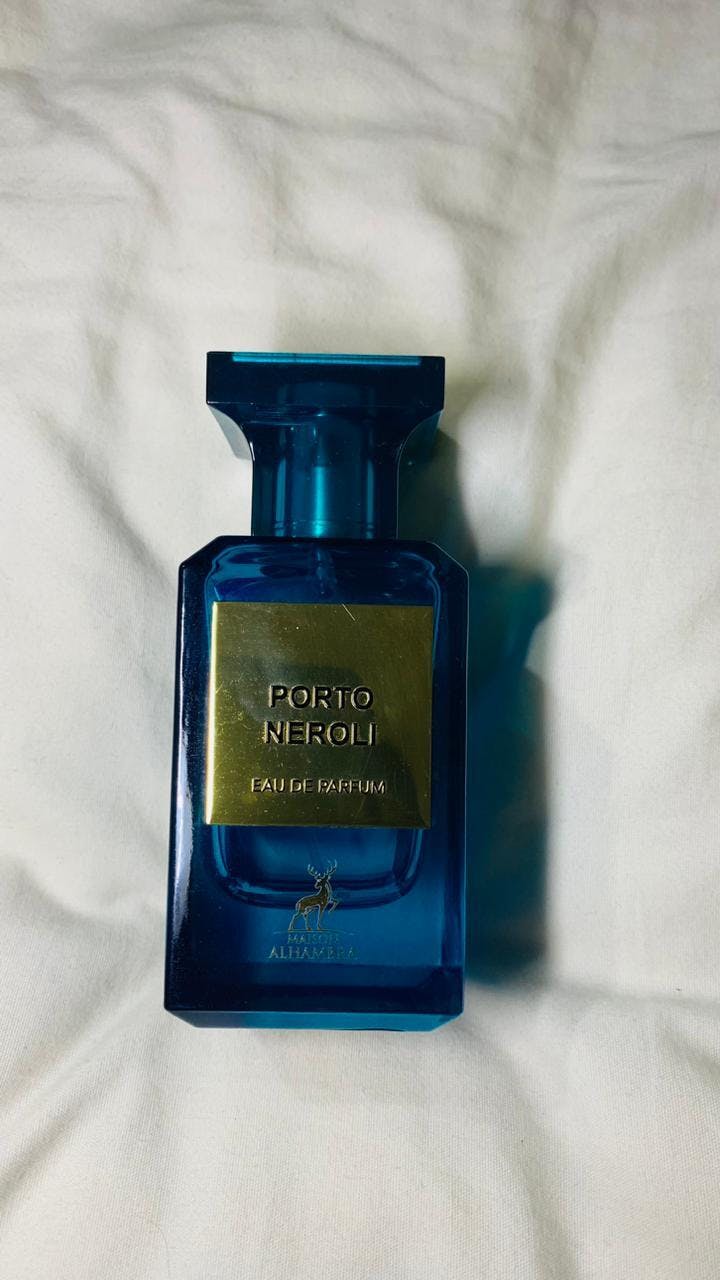 PORTO
NEROLI
EAU DE PARFUM
MAISON
ALHAMBRA